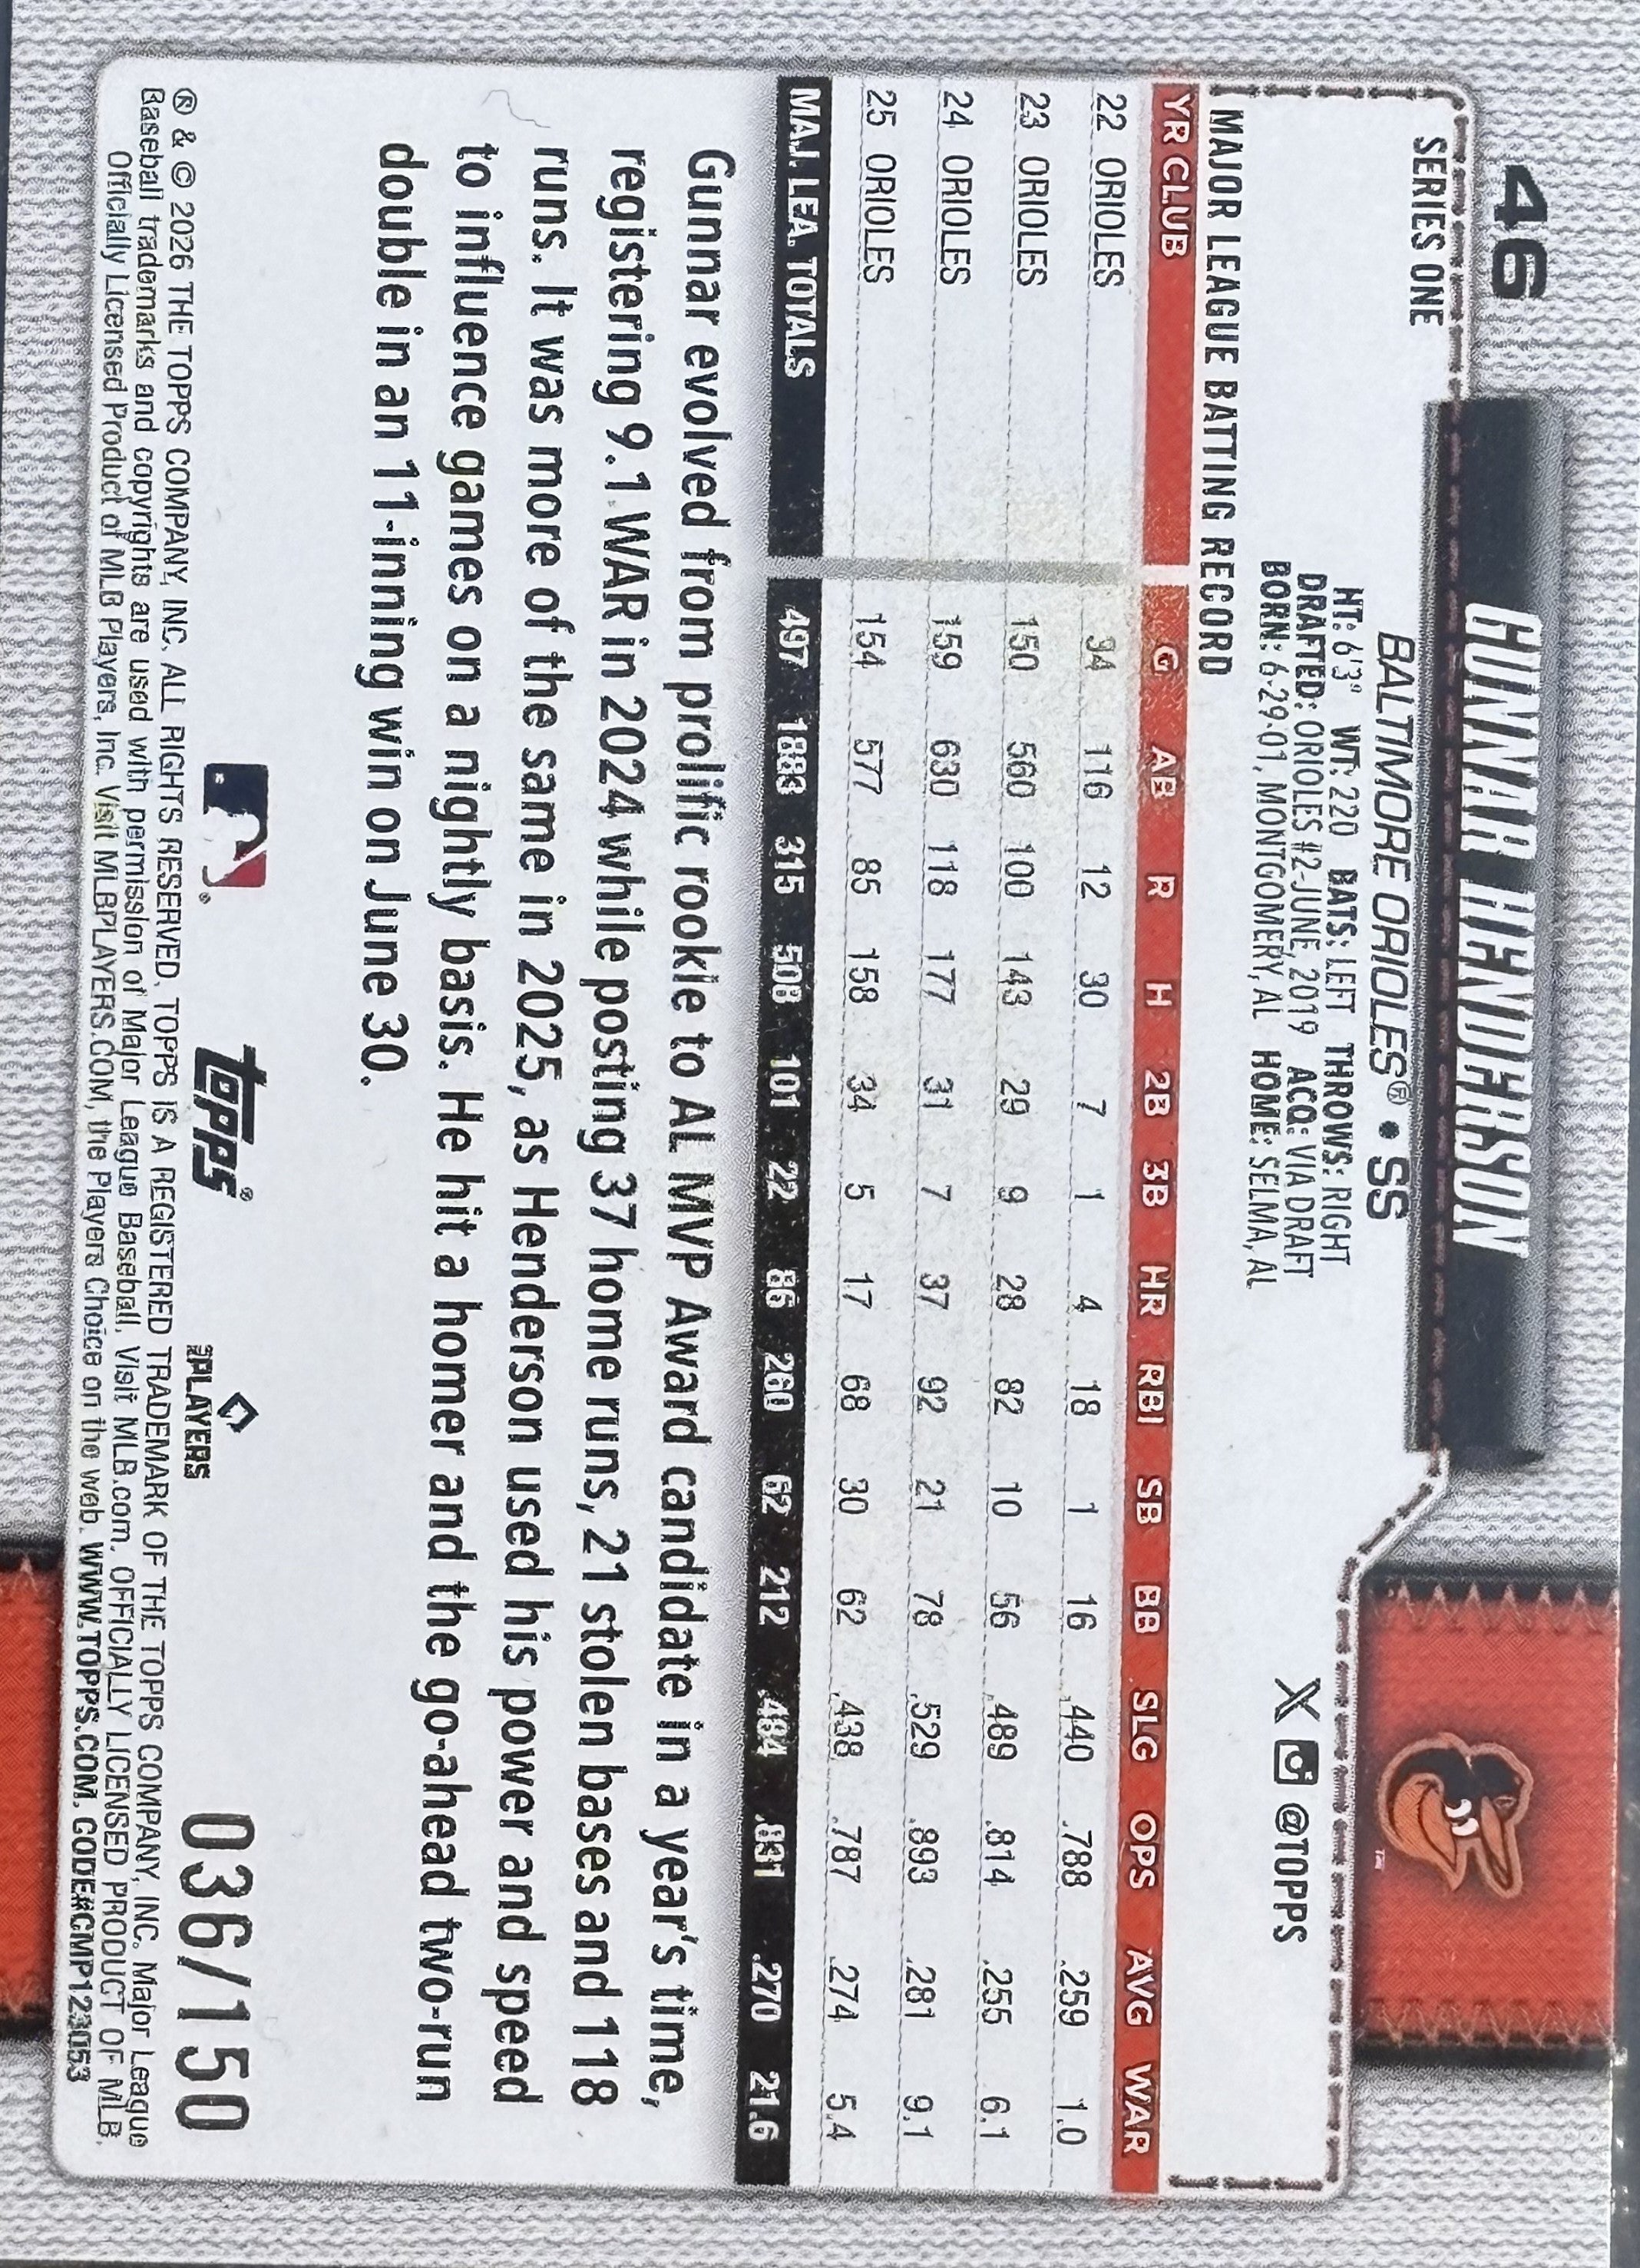 46
SERIES ONE
GUNNAR HENDERSON
BALTIMORE ORIOLES® • SS
HT: 6'3" WT: 220 BATS: LEFT THROWS: RIGHT
DRAFTED: ORIOLES #2-JUNE, 2019 ACQ: VIA DRAFT
BORN: 6-29-01, MONTGOMERY, AL HOME: SELMA, AL
X @TOPPS
TM
MAJOR LEAGUE BATTING RECORD
YR CLUB G AB R H 2B 3B HR RBI SB BB SLG OPS AVG WAR
22 ORIOLES 34 116 12 30 7 1 4 18 1 16 .440 .788 .259 1.0
23 ORIOLES 150 560 100 143 29 9 28 82 10 56 .489 .814 .255 6.1
24 ORIOLES 159 630 118 177 31 7 37 92 21 78 .529 .893 .281 9.1
25 ORIOLES 154 577 85 158 34 5 17 68 30 62 .438 .787 .274 5.4
MAJ. LEA. TOTALS 497 1883 315 508 101 22 86 260 62 212 .484 .831 .270 21.6
Gunnar evolved from prolific rookie to AL MVP Award candidate in a year's time,
registering 9.1 WAR in 2024 while posting 37 home runs, 21 stolen bases and 118
runs. It was more of the same in 2025, as Henderson used his power and speed
to influence games on a nightly basis. He hit a homer and the go-ahead two-run
double in an 11-inning win on June 30.
topps®
PLAYERS
036/150
® & © 2026 THE TOPPS COMPANY, INC. ALL RIGHTS RESERVED. TOPPS IS A REGISTERED TRADEMARK OF THE TOPPS COMPANY, INC. Major League
Baseball trademarks and copyrights are used with permission of Major League Baseball. Visit MLB.com. OFFICIALLY LICENSED PRODUCT OF MLB
Officially Licensed Product of MLB Players, Inc. Visit MLBPLAYERS.COM, the Players Choice on the web. WWW.TOPPS.COM. CODE#CMP123053